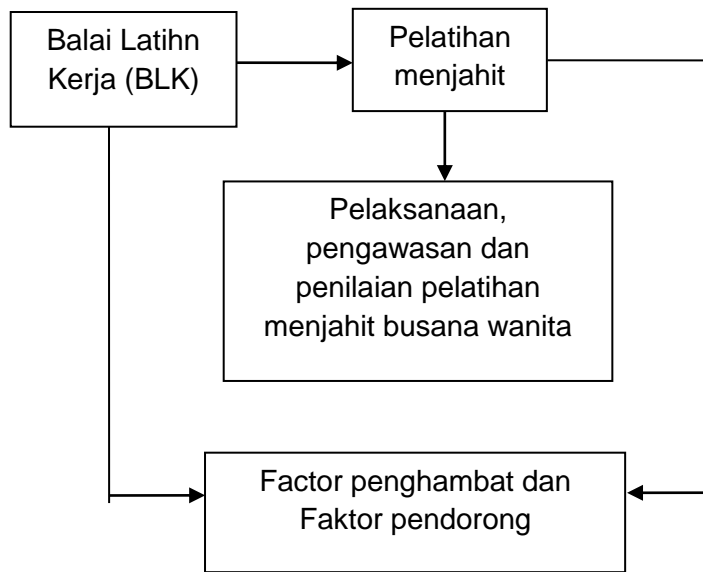 Balai Latihn
Kerja (BLK)
Pelatihan
menjahit
Pelaksanaan,
pengawasan dan
penilaian pelatihan
menjahit busana wanita
Factor penghambat dan
Faktor pendorong